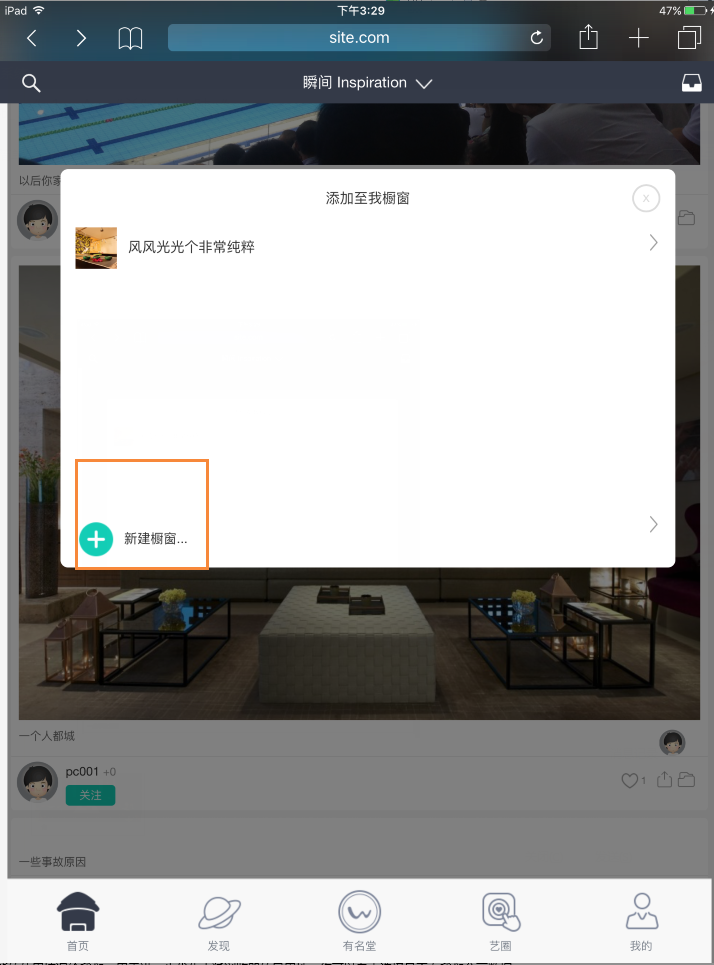 iPad 下午3:29 47%
site.com
瞬间 Inspiration
以后你家
添加至我橱窗
x
风风光光个非常纯粹
新建橱窗...
一个人都城
pc001 +0
1
关注
一些事故原因
首页 发现 有名堂 艺圈 我的